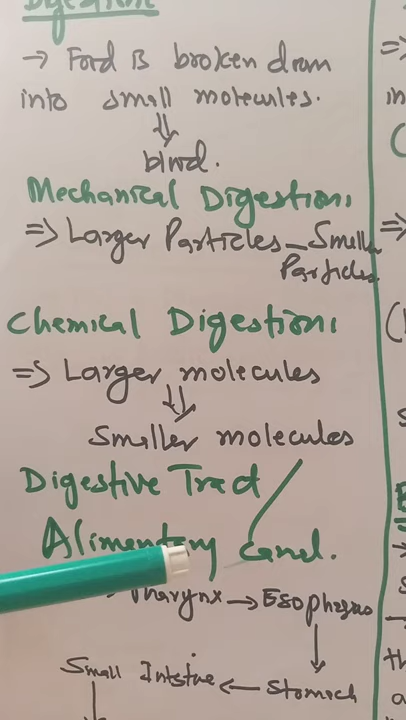 Digestion
→ Food is broken down
into small molecules.
⇓
blood.
Mechanical Digestion:
⇒ Larger Particles – Smaller
Particles
Chemical Digestion:
⇒ Larger molecules
⇓
Smaller molecules
Digestive Tract /
Alimentary Canal.
→ Pharynx → Esophagus
↓
Small Intestine ← Stomach